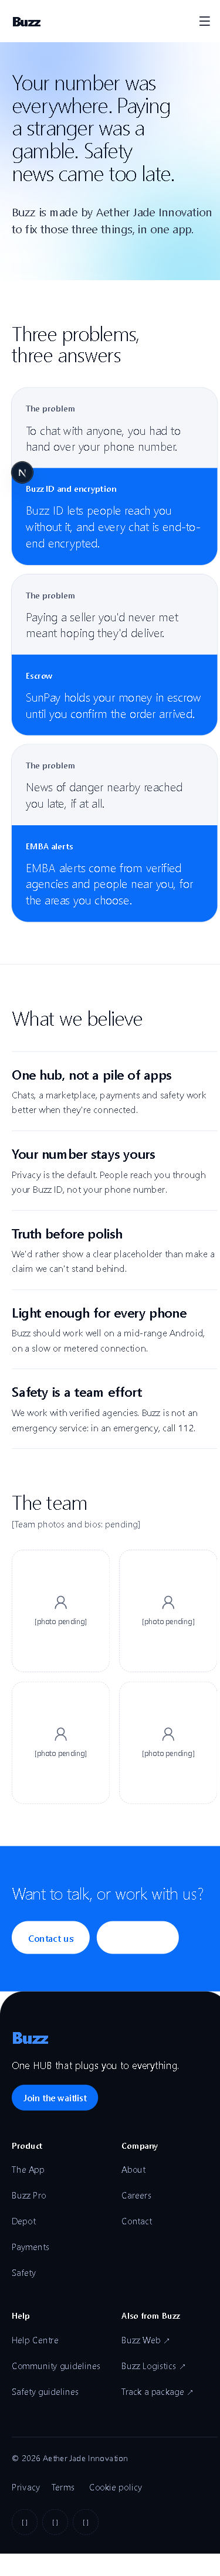 Buzz
Your number was
everywhere. Paying
a stranger was a
gamble. Safety
news came too late.
Buzz is made by Aether Jade Innovation
to fix those three things, in one app.
Three problems,
three answers
The problem
To chat with anyone, you had to
hand over your phone number.
N
Buzz ID and encryption
Buzz ID lets people reach you
without it, and every chat is end-to-
end encrypted.
The problem
Paying a seller you'd never met
meant hoping they'd deliver.
Escrow
SunPay holds your money in escrow
until you confirm the order arrived.
The problem
News of danger nearby reached
you late, if at all.
EMBA alerts
EMBA alerts come from verified
agencies and people near you, for
the areas you choose.
What we believe
One hub, not a pile of apps
Chats, a marketplace, payments and safety work
better when they're connected.
Your number stays yours
Privacy is the default. People reach you through
your Buzz ID, not your phone number.
Truth before polish
We'd rather show a clear placeholder than make a
claim we can't stand behind.
Light enough for every phone
Buzz should work well on a mid-range Android,
on a slow or metered connection.
Safety is a team effort
We work with verified agencies. Buzz is not an
emergency service: in an emergency, call 112.
The team
[Team photos and bios: pending]
[photo pending]
[photo pending]
[photo pending]
[photo pending]
Want to talk, or work with us?
Contact us
Buzz
One HUB that plugs you to everything.
Join the waitlist
Product
The App
Buzz Pro
Depot
Payments
Safety
Company
About
Careers
Contact
Help
Help Centre
Community guidelines
Safety guidelines
Also from Buzz
Buzz Web ↗
Buzz Logistics ↗
Track a package ↗
© 2026 Aether Jade Innovation
Privacy Terms Cookie policy
[ ] [ ] [ ]